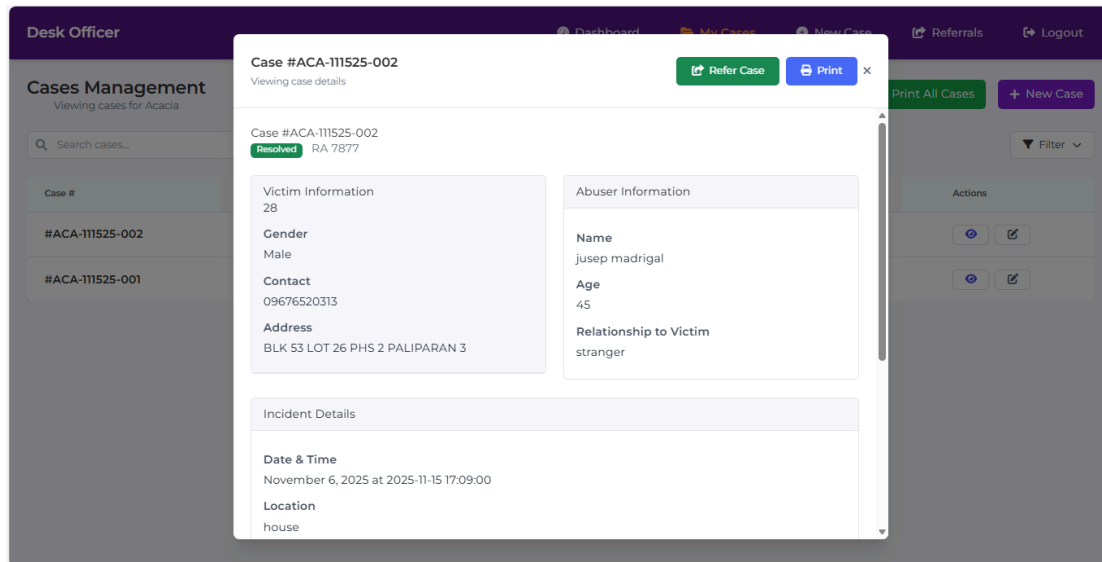 Desk Officer
Dashboard
My Cases
New Case
Referrals
Logout
Cases Management
Viewing cases for Acacia
Print All Cases
+ New Case
Search cases...
Filter
Case #
Actions
#ACA-111525-002
#ACA-111525-001
Case #ACA-111525-002
Viewing case details
Refer Case
Print
×
Case #ACA-111525-002
Resolved RA 7877
Victim Information
28
Gender
Male
Contact
09676520313
Address
BLK 53 LOT 26 PHS 2 PALIPARAN 3
Abuser Information
Name
jusep madrigal
Age
45
Relationship to Victim
stranger
Incident Details
Date & Time
November 6, 2025 at 2025-11-15 17:09:00
Location
house